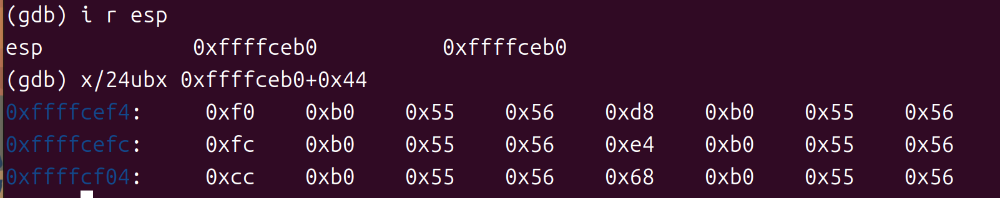 (gdb) i r esp
esp            0xffffceb0          0xffffceb0
(gdb) x/24ubx 0xffffceb0+0x44
0xffffcef4:     0xf0    0xb0    0x55    0x56    0xd8    0xb0    0x55    0x56
0xffffcefc:     0xfc    0xb0    0x55    0x56    0xe4    0xb0    0x55    0x56
0xffffcf04:     0xcc    0xb0    0x55    0x56    0x68    0xb0    0x55    0x56